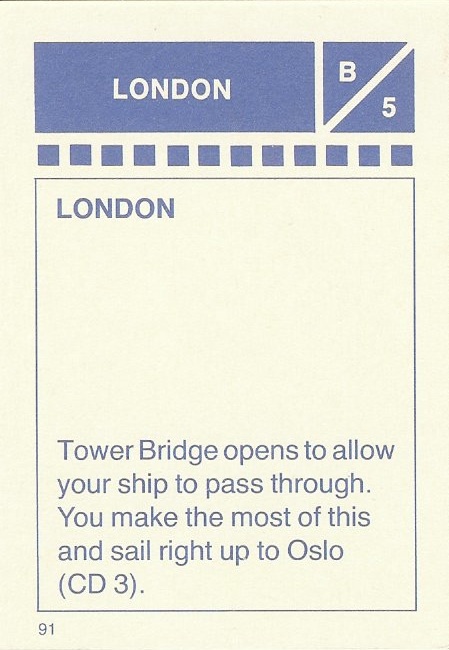 LONDON
B
5
LONDON
Tower Bridge opens to allow
your ship to pass through.
You make the most of this
and sail right up to Oslo
(CD 3).
91